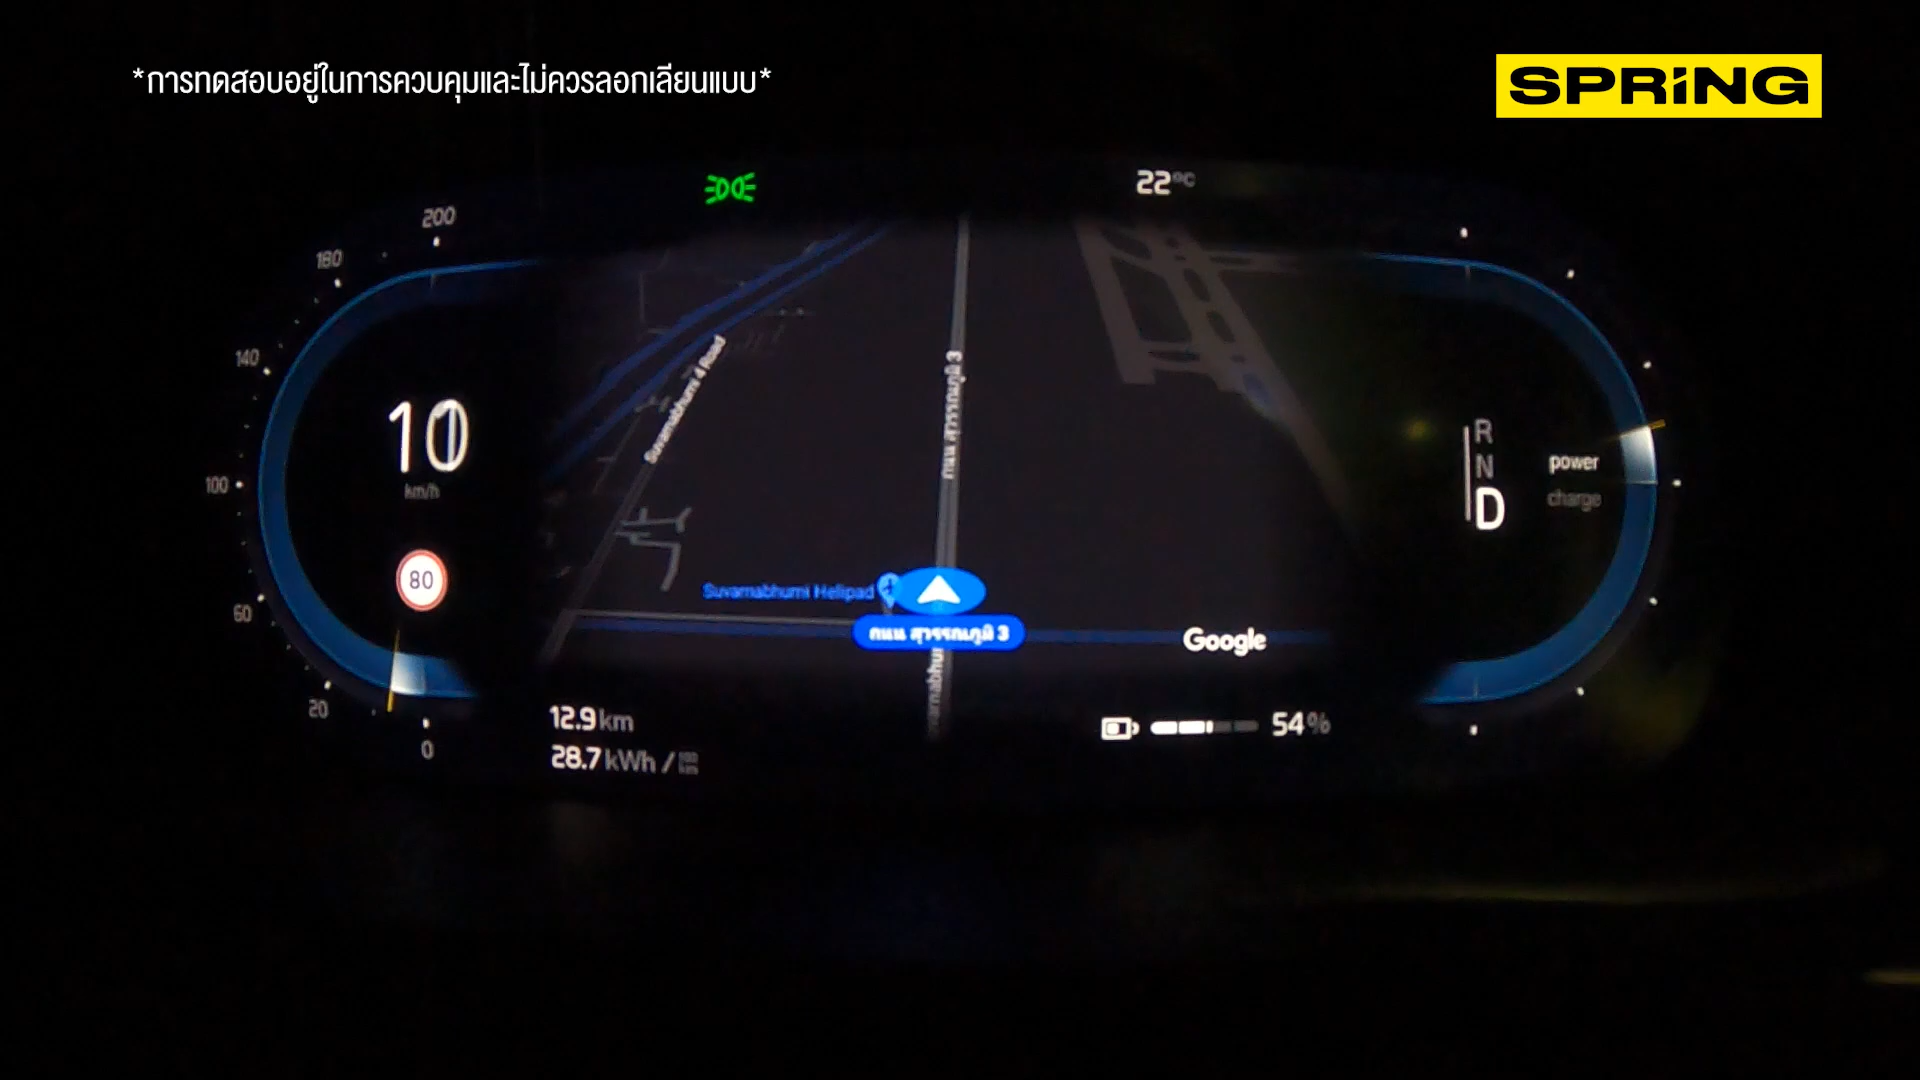 *การทดสอบอยู่ในการควบคุมและไม่ควรลอกเลียนแบบ*
SPRiNG
22°C
200
180
140
100
60
20
0
10
km/h
80
Suvarnabhumi 4 Road
ถนน สุวรรณภูมิ 3
Suvarnabhumi Helipad
ถนน สุวรรณภูมิ 3
Google
R
N
D
power
charge
12.9 km
28.7 kWh / 100 km
54%